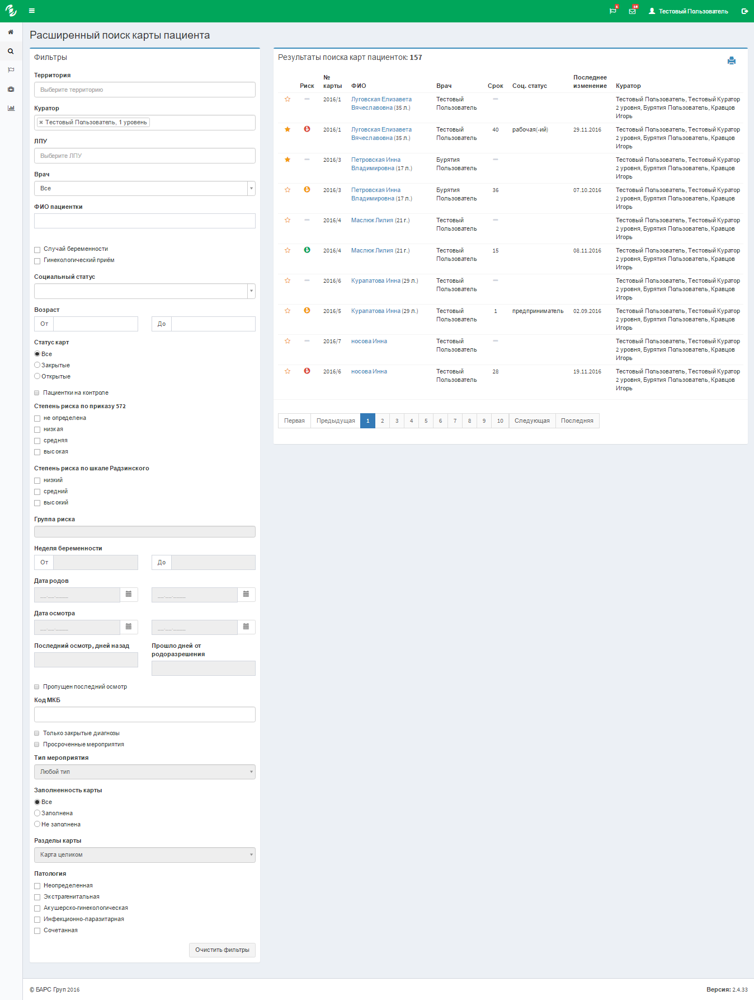 1
16
Тестовый Пользователь
Расширенный поиск карты пациента
Фильтры
Территория
Выберите территорию
Куратор
× Тестовый Пользователь, 1 уровень
ЛПУ
Выберите ЛПУ
Врач
Все
ФИО пациентки
Случай беременности
Гинекологический приём
Социальный статус
Возраст
От До
Статус карт
Все
Закрытые
Открытые
Пациентки на контроле
Степень риска по приказу 572
не определена
низкая
средняя
высокая
Степень риска по шкале Радзинского
низкий
средний
высокий
Группа риска
Неделя беременности
От До
Дата родов
__.__.____ __.__.____
Дата осмотра
__.__.____ __.__.____
Последний осмотр, дней назад
Прошло дней от
родоразрешения
Пропущен последний осмотр
Код МКБ
Только закрытые диагнозы
Просроченные мероприятия
Тип мероприятия
Любой тип
Заполненность карты
Все
Заполнена
Не заполнена
Разделы карты
Карта целиком
Патология
Неопределенная
Экстрагенитальная
Акушерско-гинекологическая
Инфекционно-паразитарная
Сочетанная
Очистить фильтры
Результаты поиска карт пациенток: 157
№ Последнее
Риск карты ФИО Врач Срок Соц. статус изменение Куратор
2016/1 Луговская Елизавета Тестовый Тестовый Пользователь, Тестовый Куратор
Вячеславовна (35 л.) Пользователь 2 уровня, Бурятия Пользователь, Кравцов
Игорь
2016/1 Луговская Елизавета Тестовый 40 рабочая(-ий) 29.11.2016 Тестовый Пользователь, Тестовый Куратор
Вячеславовна (35 л.) Пользователь 2 уровня, Бурятия Пользователь, Кравцов
Игорь
2016/3 Петровская Инна Бурятия Тестовый Пользователь, Тестовый Куратор
Владимировна (17 л.) Пользователь 2 уровня, Бурятия Пользователь, Кравцов
Игорь
2016/3 Петровская Инна Бурятия 36 07.10.2016 Тестовый Пользователь, Тестовый Куратор
Владимировна (17 л.) Пользователь 2 уровня, Бурятия Пользователь, Кравцов
Игорь
2016/4 Маслюк Лилия (21 г.) Тестовый Тестовый Пользователь, Тестовый Куратор
Пользователь 2 уровня, Бурятия Пользователь, Кравцов
Игорь
2016/4 Маслюк Лилия (21 г.) Тестовый 15 08.11.2016 Тестовый Пользователь, Тестовый Куратор
Пользователь 2 уровня, Бурятия Пользователь, Кравцов
Игорь
2016/6 Курапатова Инна (29 л.) Тестовый Тестовый Пользователь, Тестовый Куратор
Пользователь 2 уровня, Бурятия Пользователь, Кравцов
Игорь
2016/5 Курапатова Инна (29 л.) Тестовый 1 предприниматель 02.09.2016 Тестовый Пользователь, Тестовый Куратор
Пользователь 2 уровня, Бурятия Пользователь, Кравцов
Игорь
2016/7 носова Инна Тестовый Тестовый Пользователь, Тестовый Куратор
Пользователь 2 уровня, Бурятия Пользователь, Кравцов
Игорь
2016/6 носова Инна Тестовый 28 19.11.2016 Тестовый Пользователь, Тестовый Куратор
Пользователь 2 уровня, Бурятия Пользователь, Кравцов
Игорь
Первая Предыдущая 1 2 3 4 5 6 7 8 9 10 Следующая Последняя
© БАРС Груп 2016
Версия: 2.4.33